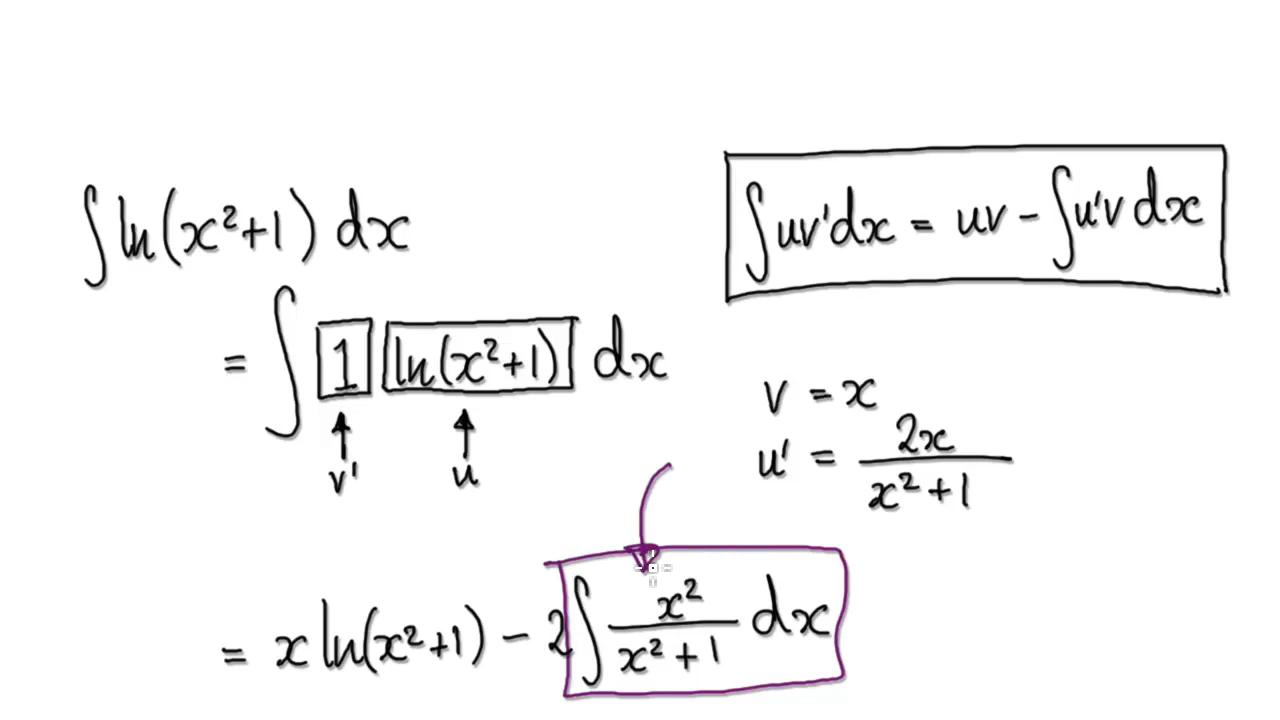 ∫ ln(x²+1) dx
∫ uv' dx = uv - ∫ u'v dx
= ∫ 1 ln(x²+1) dx
v' u
v = x
u' = 2x / x²+1
= x ln(x²+1) - 2 ∫ x² / x²+1 dx